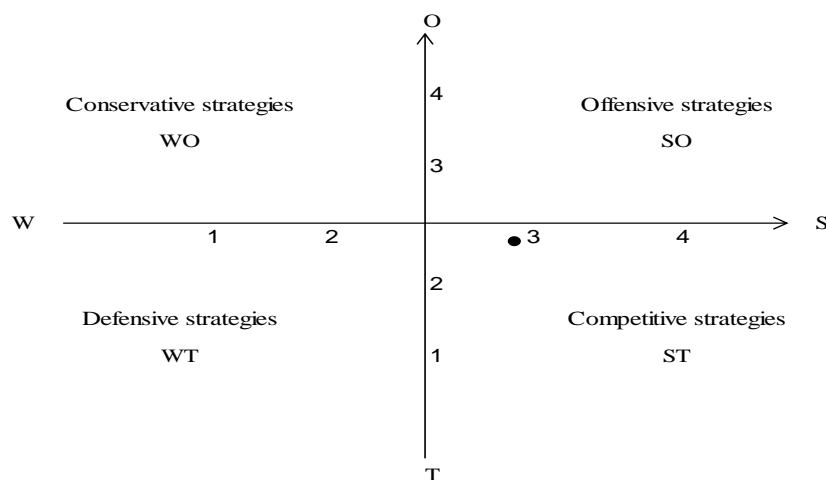 O
4
Conservative strategies
Offensive strategies
WO
SO
3
W
S
1
2
3
4
2
Defensive strategies
Competitive strategies
WT
1
ST
T